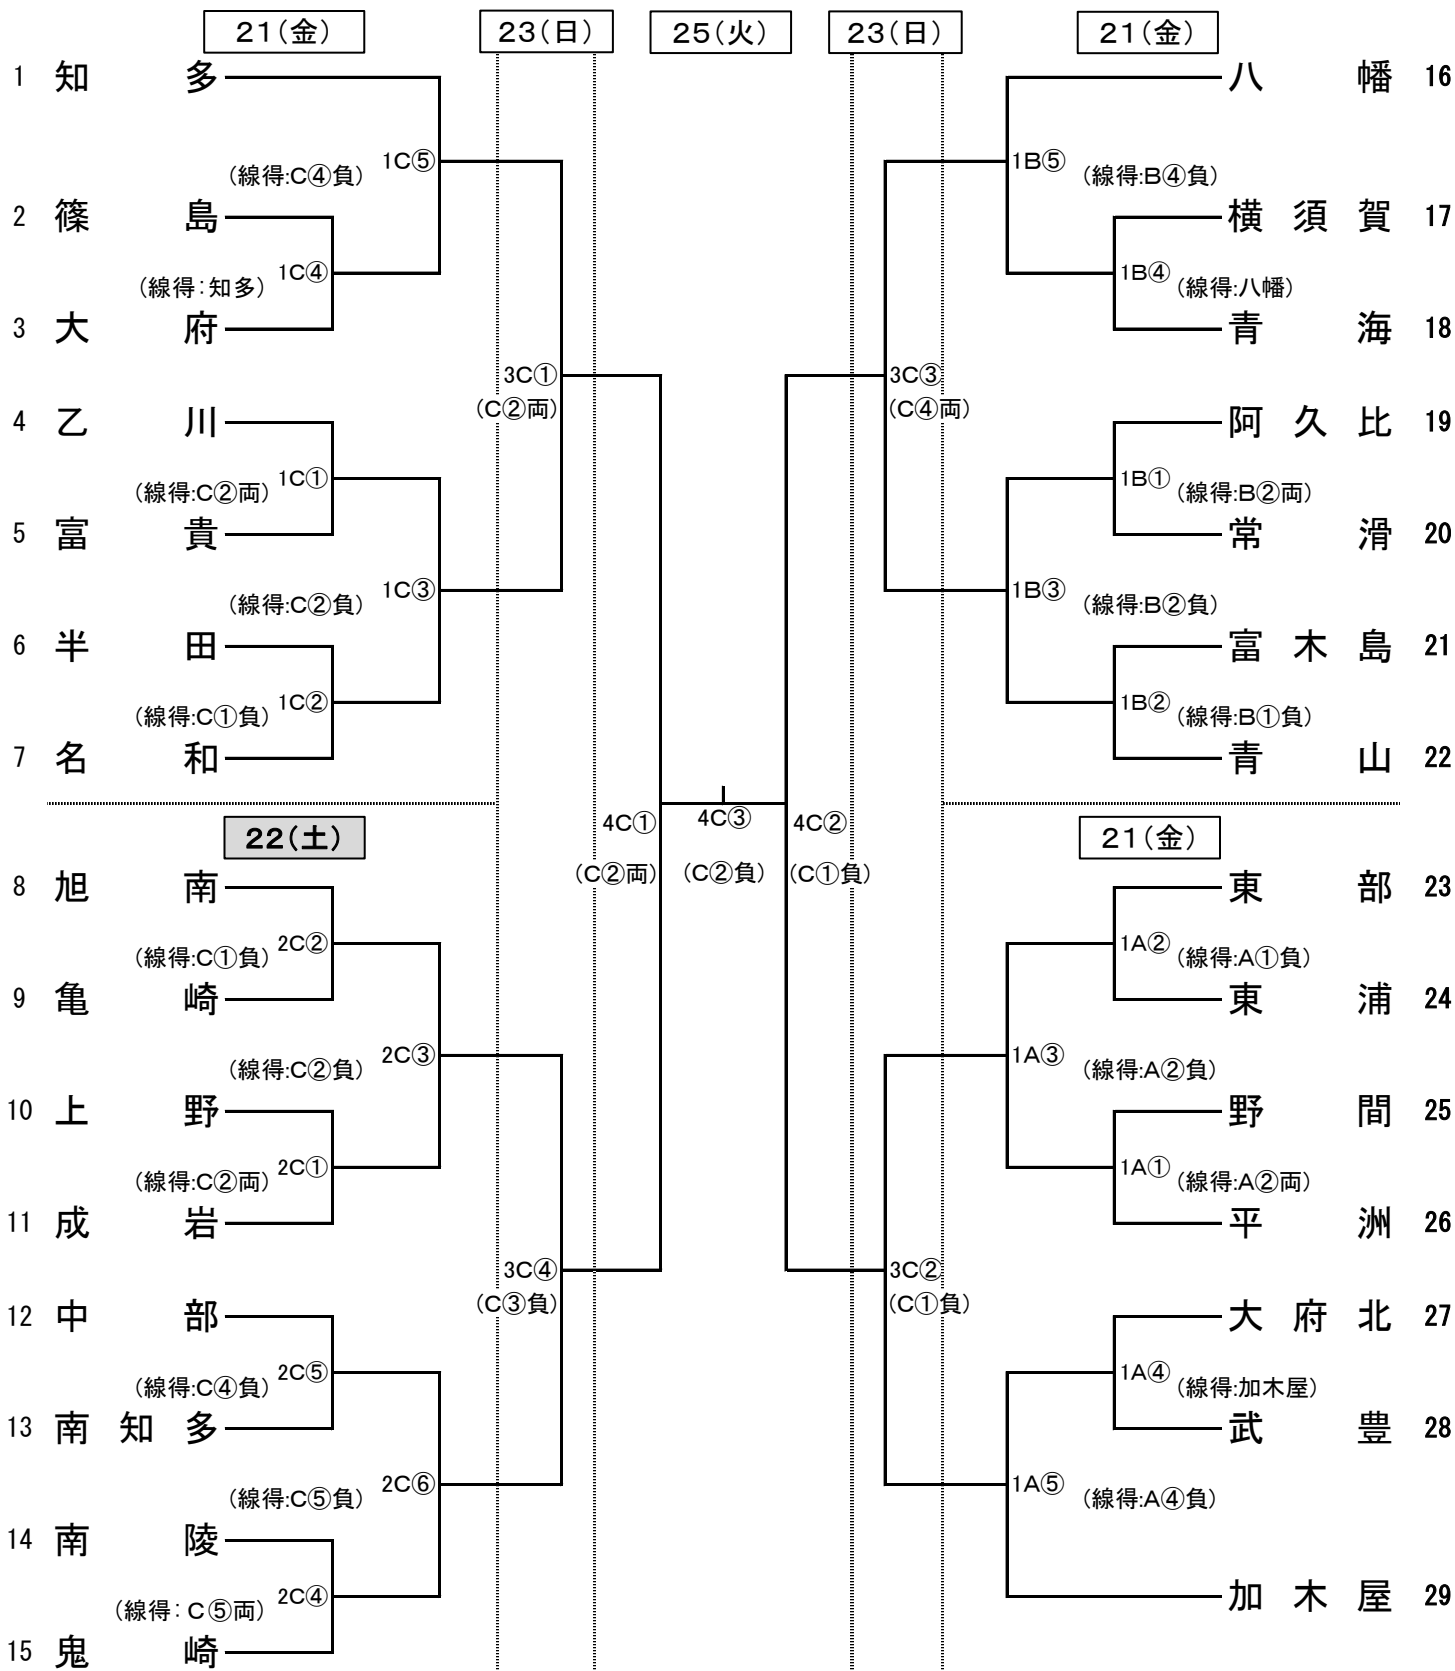 21(金) 23(日) 25(火) 23(日) 21(金)
1 知多
1C⑤
(線得:C④負)
2 篠島
1C④
(線得:知多)
3 大府
3C①
(C②両)
4 乙川
1C①
(線得:C②両)
5 富貴
1C③
(線得:C②負)
6 半田
1C②
(線得:C①負)
7 名和
22(土)
8 旭南
2C②
(線得:C①負)
9 亀崎
2C③
(線得:C②負)
10 上野
2C①
(線得:C②両)
11 成岩
3C④
(C③負)
12 中部
2C⑤
(線得:C④負)
13 南知多
2C⑥
(線得:C⑤負)
14 南陵
2C④
(線得:C⑤両)
15 鬼崎
4C①
(C②両)
4C③
(C②負)
4C②
(C①負)
八幡 16
1B⑤
(線得:B④負)
横須賀 17
1B④
(線得:八幡)
青海 18
3C③
(C④両)
阿久比 19
1B①
(線得:B②両)
常滑 20
1B③
(線得:B②負)
富木島 21
1B②
(線得:B①負)
青山 22
21(金)
東部 23
1A②
(線得:A①負)
東浦 24
1A③
(線得:A②負)
野間 25
1A①
(線得:A②両)
平洲 26
3C②
(C①負)
大府北 27
1A④
(線得:加木屋)
武豊 28
1A⑤
(線得:A④負)
加木屋 29